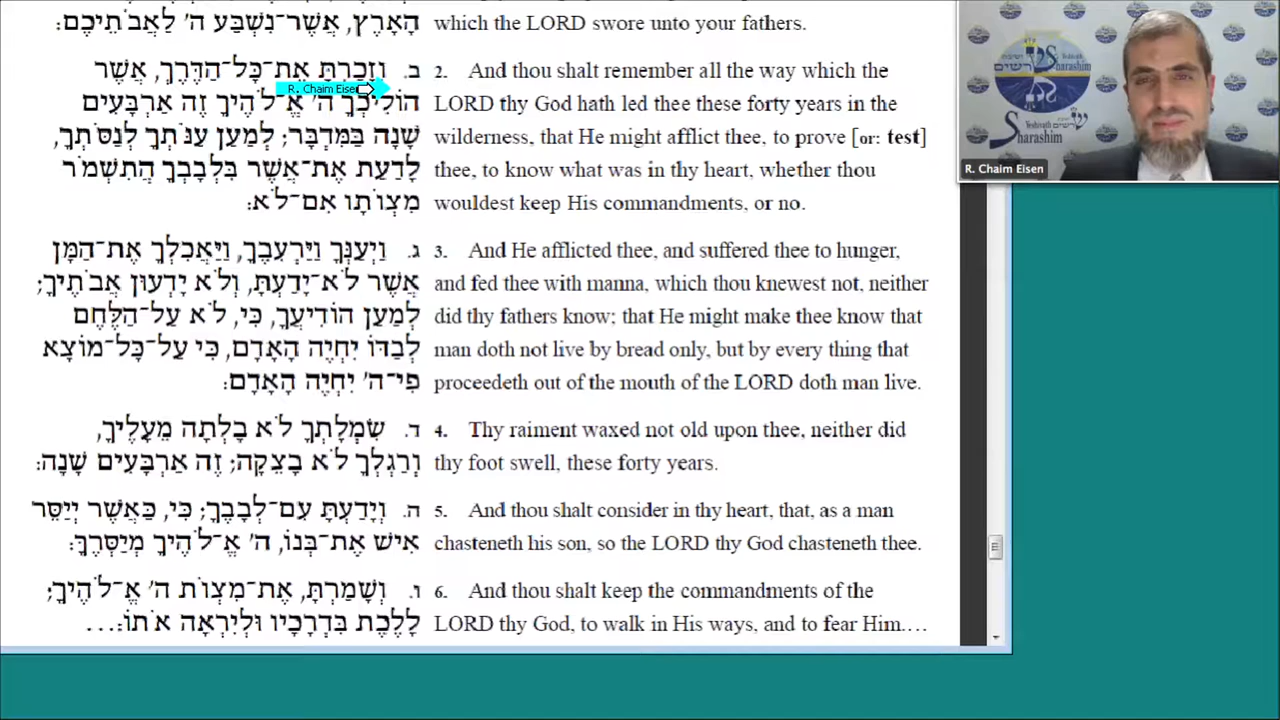 הָאָרֶץ, אֲשֶׁר־נִשְׁבַּע ה' לַאֲבֹתֵיכֶם:
which the LORD swore unto your fathers.
ב. וְזָכַרְתָּ אֶת־כָּל־הַדֶּרֶךְ, אֲשֶׁר
הוֹלִיכְךָ ה' אֱ־לֹהֶיךָ זֶה אַרְבָּעִים
שָׁנָה בַּמִּדְבָּר; לְמַעַן עַנֹּתְךָ לְנַסֹּתְךָ,
לָדַעַת אֶת־אֲשֶׁר בִּלְבָבְךָ הֲתִשְׁמֹר
מִצְוֹתָו אִם־לֹא:
2. And thou shalt remember all the way which the
LORD thy God hath led thee these forty years in the
wilderness, that He might afflict thee, to prove [or: test]
thee, to know what was in thy heart, whether thou
wouldest keep His commandments, or no.
ג. וַיְעַנְּךָ וַיַּרְעִבֶךָ, וַיַּאֲכִלְךָ אֶת־הַמָּן
אֲשֶׁר לֹא־יָדַעְתָּ, וְלֹא יָדְעוּן אֲבֹתֶיךָ;
לְמַעַן הוֹדִיעֲךָ, כִּי, לֹא עַל־הַלֶּחֶם
לְבַדּוֹ יִחְיֶה הָאָדָם, כִּי עַל־כָּל־מוֹצָא
פִי־ה' יִחְיֶה הָאָדָם:
3. And He afflicted thee, and suffered thee to hunger,
and fed thee with manna, which thou knewest not, neither
did thy fathers know; that He might make thee know that
man doth not live by bread only, but by every thing that
proceedeth out of the mouth of the LORD doth man live.
ד. שִׂמְלָתְךָ לֹא בָלְתָה מֵעָלֶיךָ,
וְרַגְלְךָ לֹא בָצֵקָה; זֶה אַרְבָּעִים שָׁנָה:
4. Thy raiment waxed not old upon thee, neither did
thy foot swell, these forty years.
ה. וְיָדַעְתָּ עִם־לְבָבֶךָ; כִּי, כַּאֲשֶׁר יְיַסֵּר
אִישׁ אֶת־בְּנוֹ, ה' אֱ־לֹהֶיךָ מְיַסְּרֶךָּ:
5. And thou shalt consider in thy heart, that, as a man
chasteneth his son, so the LORD thy God chasteneth thee.
ו. וְשָׁמַרְתָּ, אֶת־מִצְוֹת ה' אֱ־לֹהֶיךָ;
לָלֶכֶת בִּדְרָכָיו וּלְיִרְאָה אֹתוֹ:...
6. And thou shalt keep the commandments of the
LORD thy God, to walk in His ways, and to fear Him....
R. Chaim Eisen
Sharashim
Yeshivath
שרשים
Sharashim
R. Chaim Eisen